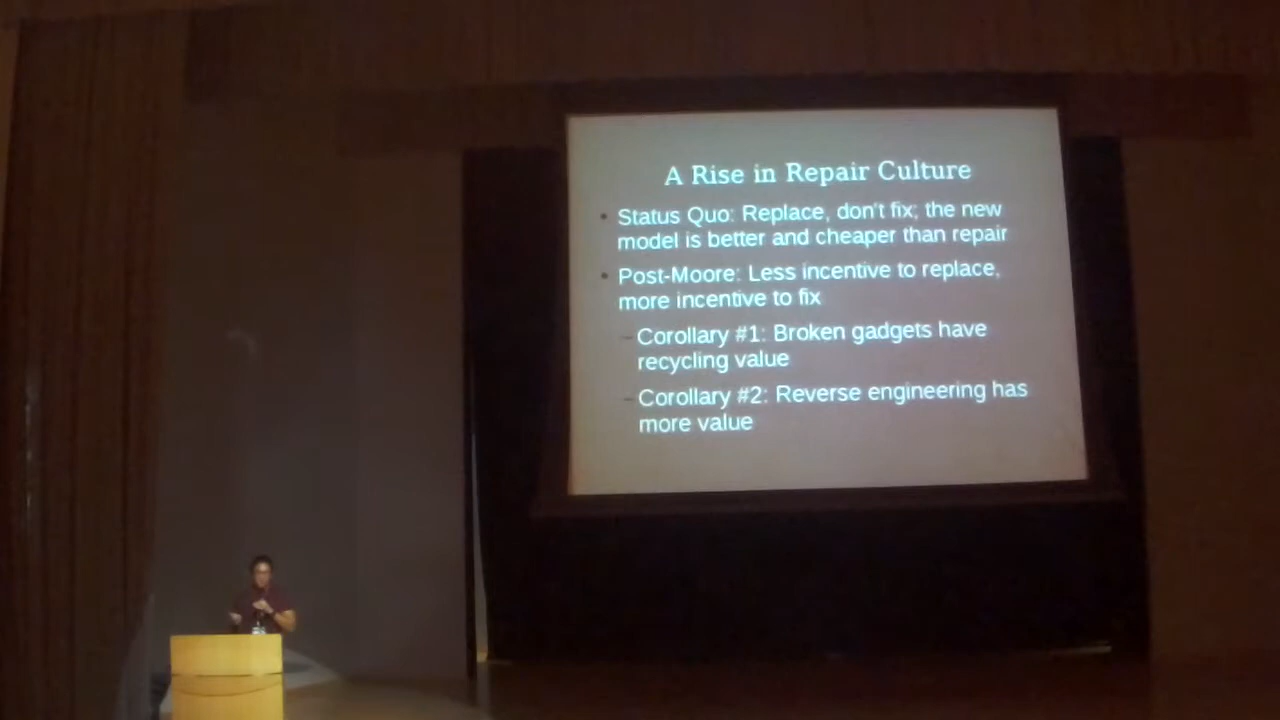 A Rise in Repair Culture
• Status Quo: Replace, don't fix; the new
model is better and cheaper than repair
• Post-Moore: Less incentive to replace,
more incentive to fix
– Corollary #1: Broken gadgets have
recycling value
– Corollary #2: Reverse engineering has
more value